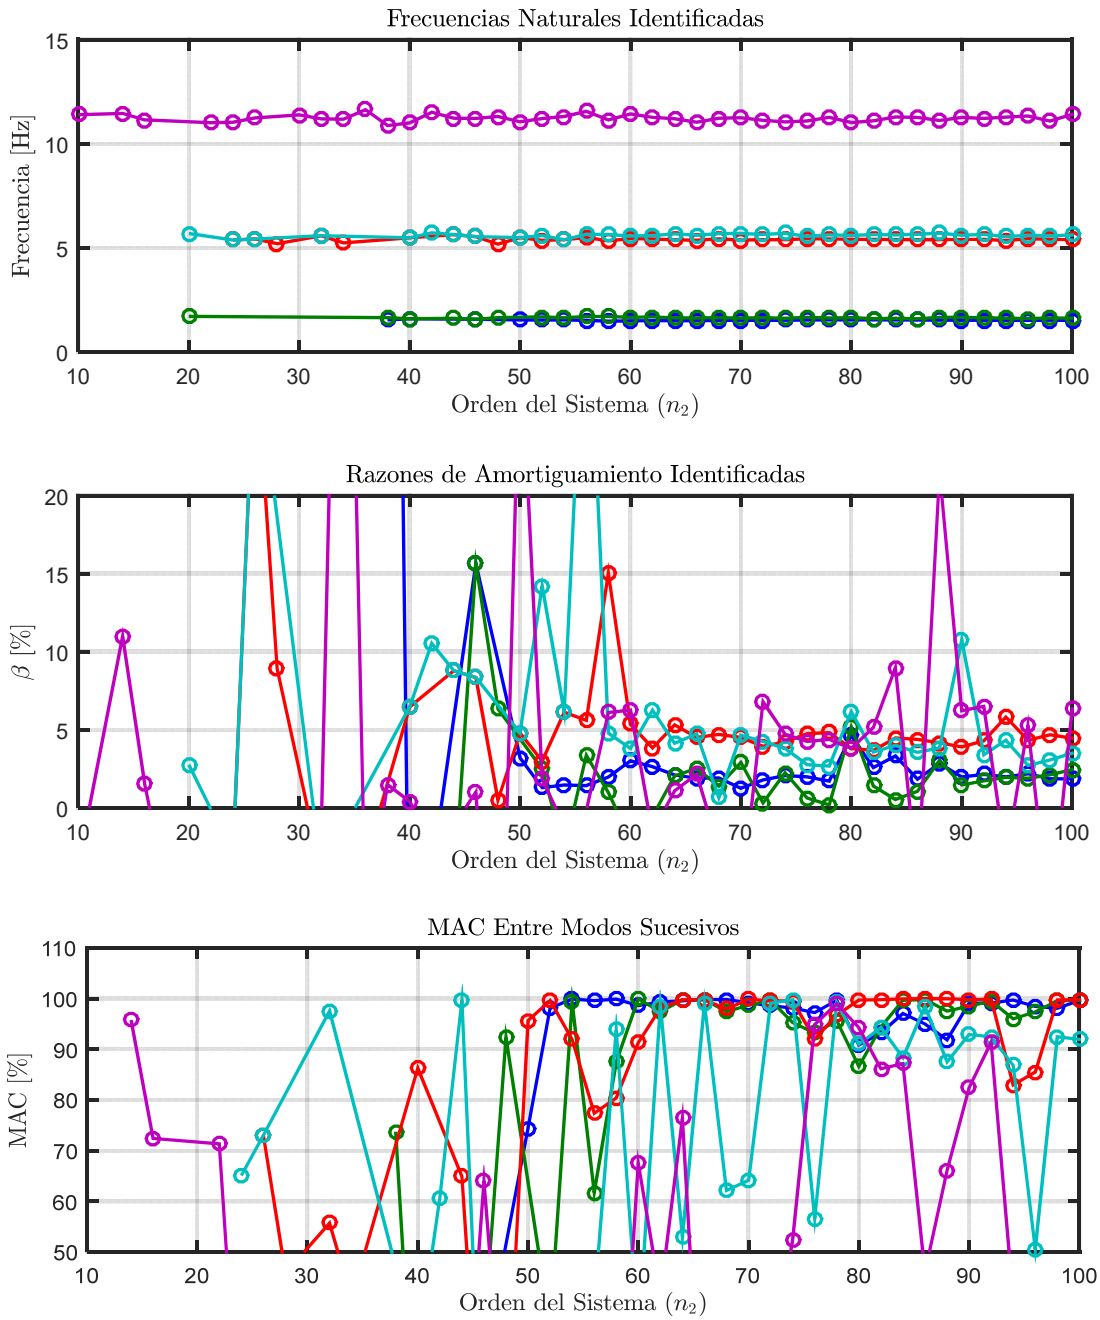 Frecuencias Naturales Identificadas
15
10
5
0
Frecuencia [Hz]
10 20 30 40 50 60 70 80 90 100
Orden del Sistema (n₂)
Razones de Amortiguamiento Identificadas
20
15
10
5
0
β [%]
10 20 30 40 50 60 70 80 90 100
Orden del Sistema (n₂)
MAC Entre Modos Sucesivos
110
100
90
80
70
60
50
MAC [%]
10 20 30 40 50 60 70 80 90 100
Orden del Sistema (n₂)